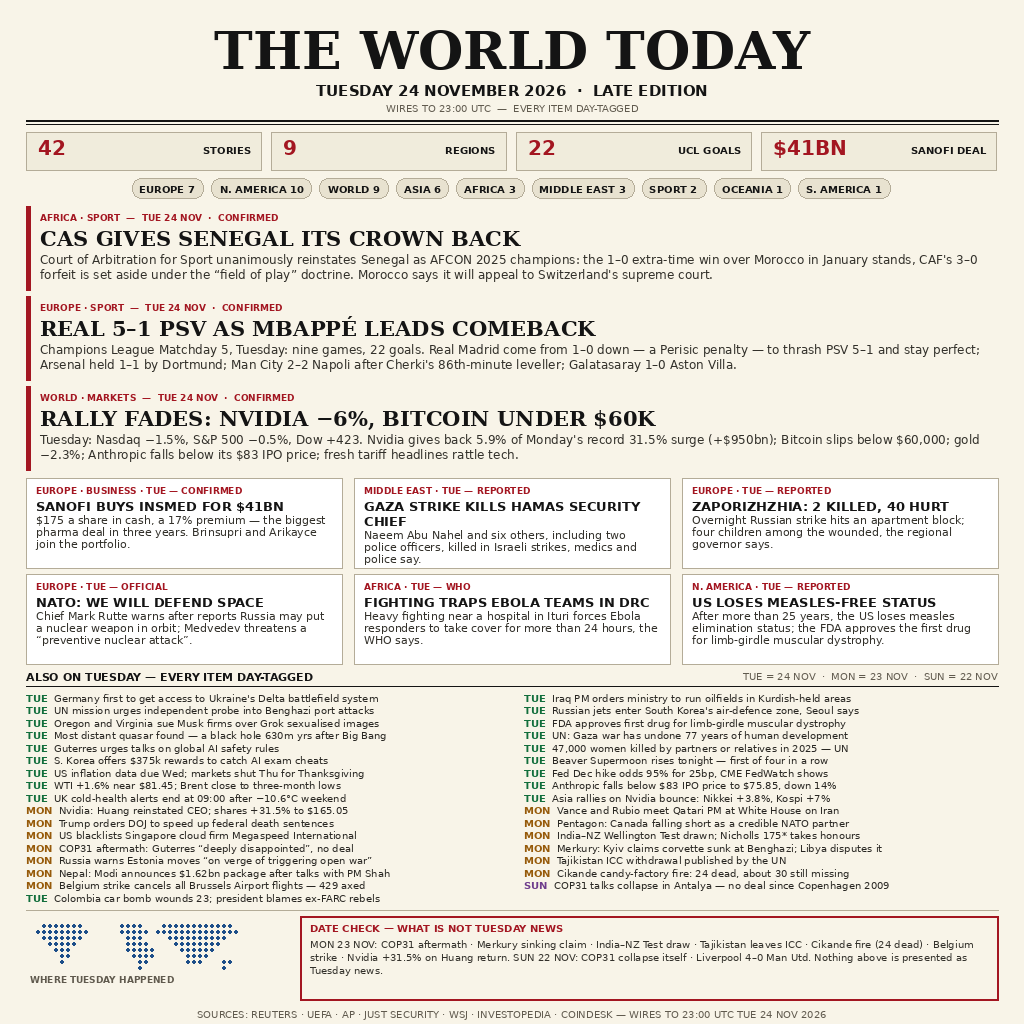 THE WORLD TODAY
TUESDAY 24 NOVEMBER 2026 · LATE EDITION
WIRES TO 23:00 UTC — EVERY ITEM DAY-TAGGED
42 STORIES
9 REGIONS
22 UCL GOALS
$41BN SANOFI DEAL
EUROPE 7
N. AMERICA 10
WORLD 9
ASIA 6
AFRICA 3
MIDDLE EAST 3
SPORT 2
OCEANIA 1
S. AMERICA 1
AFRICA · SPORT — TUE 24 NOV · CONFIRMED
CAS GIVES SENEGAL ITS CROWN BACK
Court of Arbitration for Sport unanimously reinstates Senegal as AFCON 2025 champions: the 1–0 extra-time win over Morocco in January stands, CAF's 3–0
forfeit is set aside under the “field of play” doctrine. Morocco says it will appeal to Switzerland's supreme court.
EUROPE · SPORT — TUE 24 NOV · CONFIRMED
REAL 5–1 PSV AS MBAPPÉ LEADS COMEBACK
Champions League Matchday 5, Tuesday: nine games, 22 goals. Real Madrid come from 1–0 down — a Perisic penalty — to thrash PSV 5–1 and stay perfect;
Arsenal held 1–1 by Dortmund; Man City 2–2 Napoli after Cherki's 86th-minute leveller; Galatasaray 1–0 Aston Villa.
WORLD · MARKETS — TUE 24 NOV · CONFIRMED
RALLY FADES: NVIDIA −6%, BITCOIN UNDER $60K
Tuesday: Nasdaq −1.5%, S&P 500 −0.5%, Dow +423. Nvidia gives back 5.9% of Monday's record 31.5% surge (+$950bn); Bitcoin slips below $60,000; gold
−2.3%; Anthropic falls below its $83 IPO price; fresh tariff headlines rattle tech.
EUROPE · BUSINESS · TUE — CONFIRMED
SANOFI BUYS INSMED FOR $41BN
$175 a share in cash, a 17% premium — the biggest
pharma deal in three years. Brinsupri and Arikayce
join the portfolio.
MIDDLE EAST · TUE — REPORTED
GAZA STRIKE KILLS HAMAS SECURITY
CHIEF
Naeem Abu Nahel and six others, including two
police officers, killed in Israeli strikes, medics and
police say.
EUROPE · TUE — REPORTED
ZAPORIZHZHIA: 2 KILLED, 40 HURT
Overnight Russian strike hits an apartment block;
four children among the wounded, the regional
governor says.
EUROPE · TUE — OFFICIAL
NATO: WE WILL DEFEND SPACE
Chief Mark Rutte warns after reports Russia may put
a nuclear weapon in orbit; Medvedev threatens a
“preventive nuclear attack”.
AFRICA · TUE — WHO
FIGHTING TRAPS EBOLA TEAMS IN DRC
Heavy fighting near a hospital in Ituri forces Ebola
responders to take cover for more than 24 hours, the
WHO says.
N. AMERICA · TUE — REPORTED
US LOSES MEASLES-FREE STATUS
After more than 25 years, the US loses measles
elimination status; the FDA approves the first drug
for limb-girdle muscular dystrophy.
ALSO ON TUESDAY — EVERY ITEM DAY-TAGGED
TUE = 24 NOV · MON = 23 NOV · SUN = 22 NOV
TUE Germany first to get access to Ukraine's Delta battlefield system
TUE UN mission urges independent probe into Benghazi port attacks
TUE Oregon and Virginia sue Musk firms over Grok sexualised images
TUE Most distant quasar found — a black hole 630m yrs after Big Bang
TUE Guterres urges talks on global AI safety rules
TUE S. Korea offers $375k rewards to catch AI exam cheats
TUE US inflation data due Wed; markets shut Thu for Thanksgiving
TUE WTI +1.6% near $81.45; Brent close to three-month lows
TUE UK cold-health alerts end at 09:00 after −10.6°C weekend
MON Nvidia: Huang reinstated CEO; shares +31.5% to $165.05
MON Trump orders DOJ to speed up federal death sentences
MON US blacklists Singapore cloud firm Megaspeed International
MON COP31 aftermath: Guterres “deeply disappointed”, no deal
MON Russia warns Estonia moves “on verge of triggering open war”
MON Nepal: Modi announces $1.62bn package after talks with PM Shah
MON Belgium strike cancels all Brussels Airport flights — 429 axed
TUE Colombia car bomb wounds 23; president blames ex-FARC rebels
TUE Iraq PM orders ministry to run oilfields in Kurdish-held areas
TUE Russian jets enter South Korea's air-defence zone, Seoul says
TUE FDA approves first drug for limb-girdle muscular dystrophy
TUE UN: Gaza war has undone 77 years of human development
TUE 47,000 women killed by partners or relatives in 2025 — UN
TUE Beaver Supermoon rises tonight — first of four in a row
TUE Fed Dec hike odds 95% for 25bp, CME FedWatch shows
TUE Anthropic falls below $83 IPO price to $75.85, down 14%
TUE Asia rallies on Nvidia bounce: Nikkei +3.8%, Kospi +7%
MON Vance and Rubio meet Qatari PM at White House on Iran
MON Pentagon: Canada falling short as a credible NATO partner
MON India–NZ Wellington Test drawn; Nicholls 175* takes honours
MON Merkury: Kyiv claims corvette sunk at Benghazi; Libya disputes it
MON Tajikistan ICC withdrawal published by the UN
MON Cikande candy-factory fire: 24 dead, about 30 still missing
SUN COP31 talks collapse in Antalya — no deal since Copenhagen 2009
WHERE TUESDAY HAPPENED
DATE CHECK — WHAT IS NOT TUESDAY NEWS
MON 23 NOV: COP31 aftermath · Merkury sinking claim · India–NZ Test draw · Tajikistan leaves ICC · Cikande fire (24 dead) · Belgium
strike · Nvidia +31.5% on Huang return. SUN 22 NOV: COP31 collapse itself · Liverpool 4–0 Man Utd. Nothing above is presented as
Tuesday news.
SOURCES: REUTERS · UEFA · AP · JUST SECURITY · WSJ · INVESTOPEDIA · COINDESK — WIRES TO 23:00 UTC TUE 24 NOV 2026